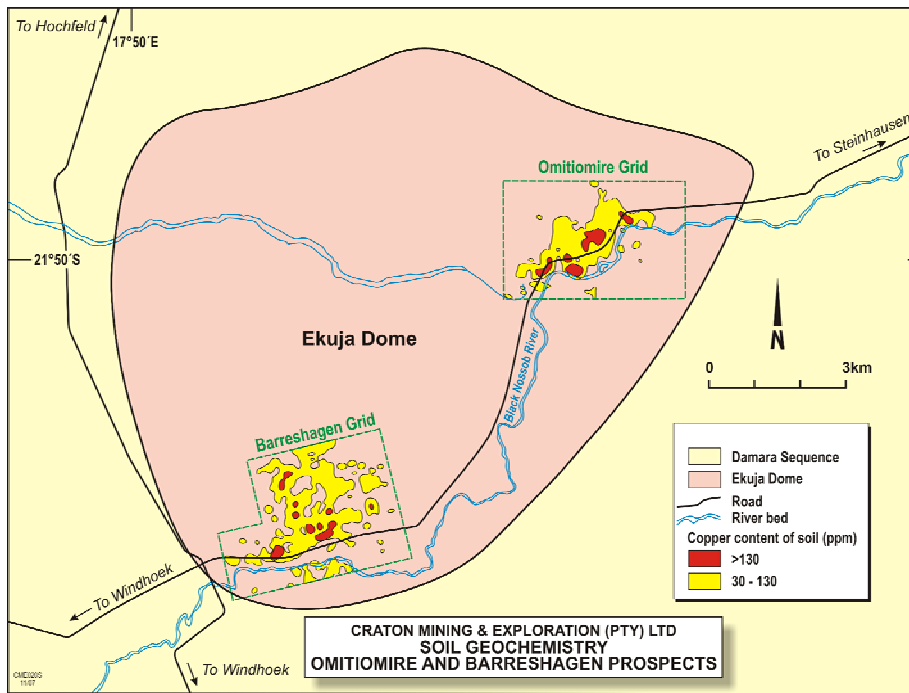 To Hochfeld
17°50´E
To Steinhausen
Omitiomire Grid
21°50´S
Ekuja Dome
Black Nossob River
N
0 3km
Barreshagen Grid
Damara Sequence
Ekuja Dome
Road
River bed
Copper content of soil (ppm)
>130
30 - 130
To Windhoek
To Windhoek
CRATON MINING & EXPLORATION (PTY) LTD
SOIL GEOCHEMISTRY
OMITIOMIRE AND BARRESHAGEN PROSPECTS
11/07